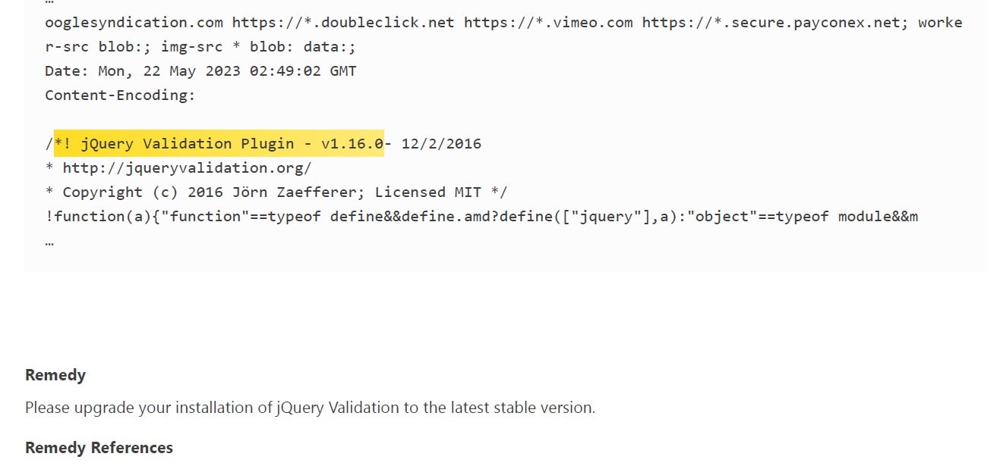 …
ooglesyndication.com https://*.doubleclick.net https://*.vimeo.com https://*.secure.payconex.net; worke
r-src blob:; img-src * blob: data:;
Date: Mon, 22 May 2023 02:49:02 GMT
Content-Encoding:
/*! jQuery Validation Plugin - v1.16.0- 12/2/2016
* http://jqueryvalidation.org/
* Copyright (c) 2016 Jörn Zaefferer; Licensed MIT */
!function(a){"function"==typeof define&&define.amd?define(["jquery"],a):"object"==typeof module&&m
…
Remedy
Please upgrade your installation of jQuery Validation to the latest stable version.
Remedy References